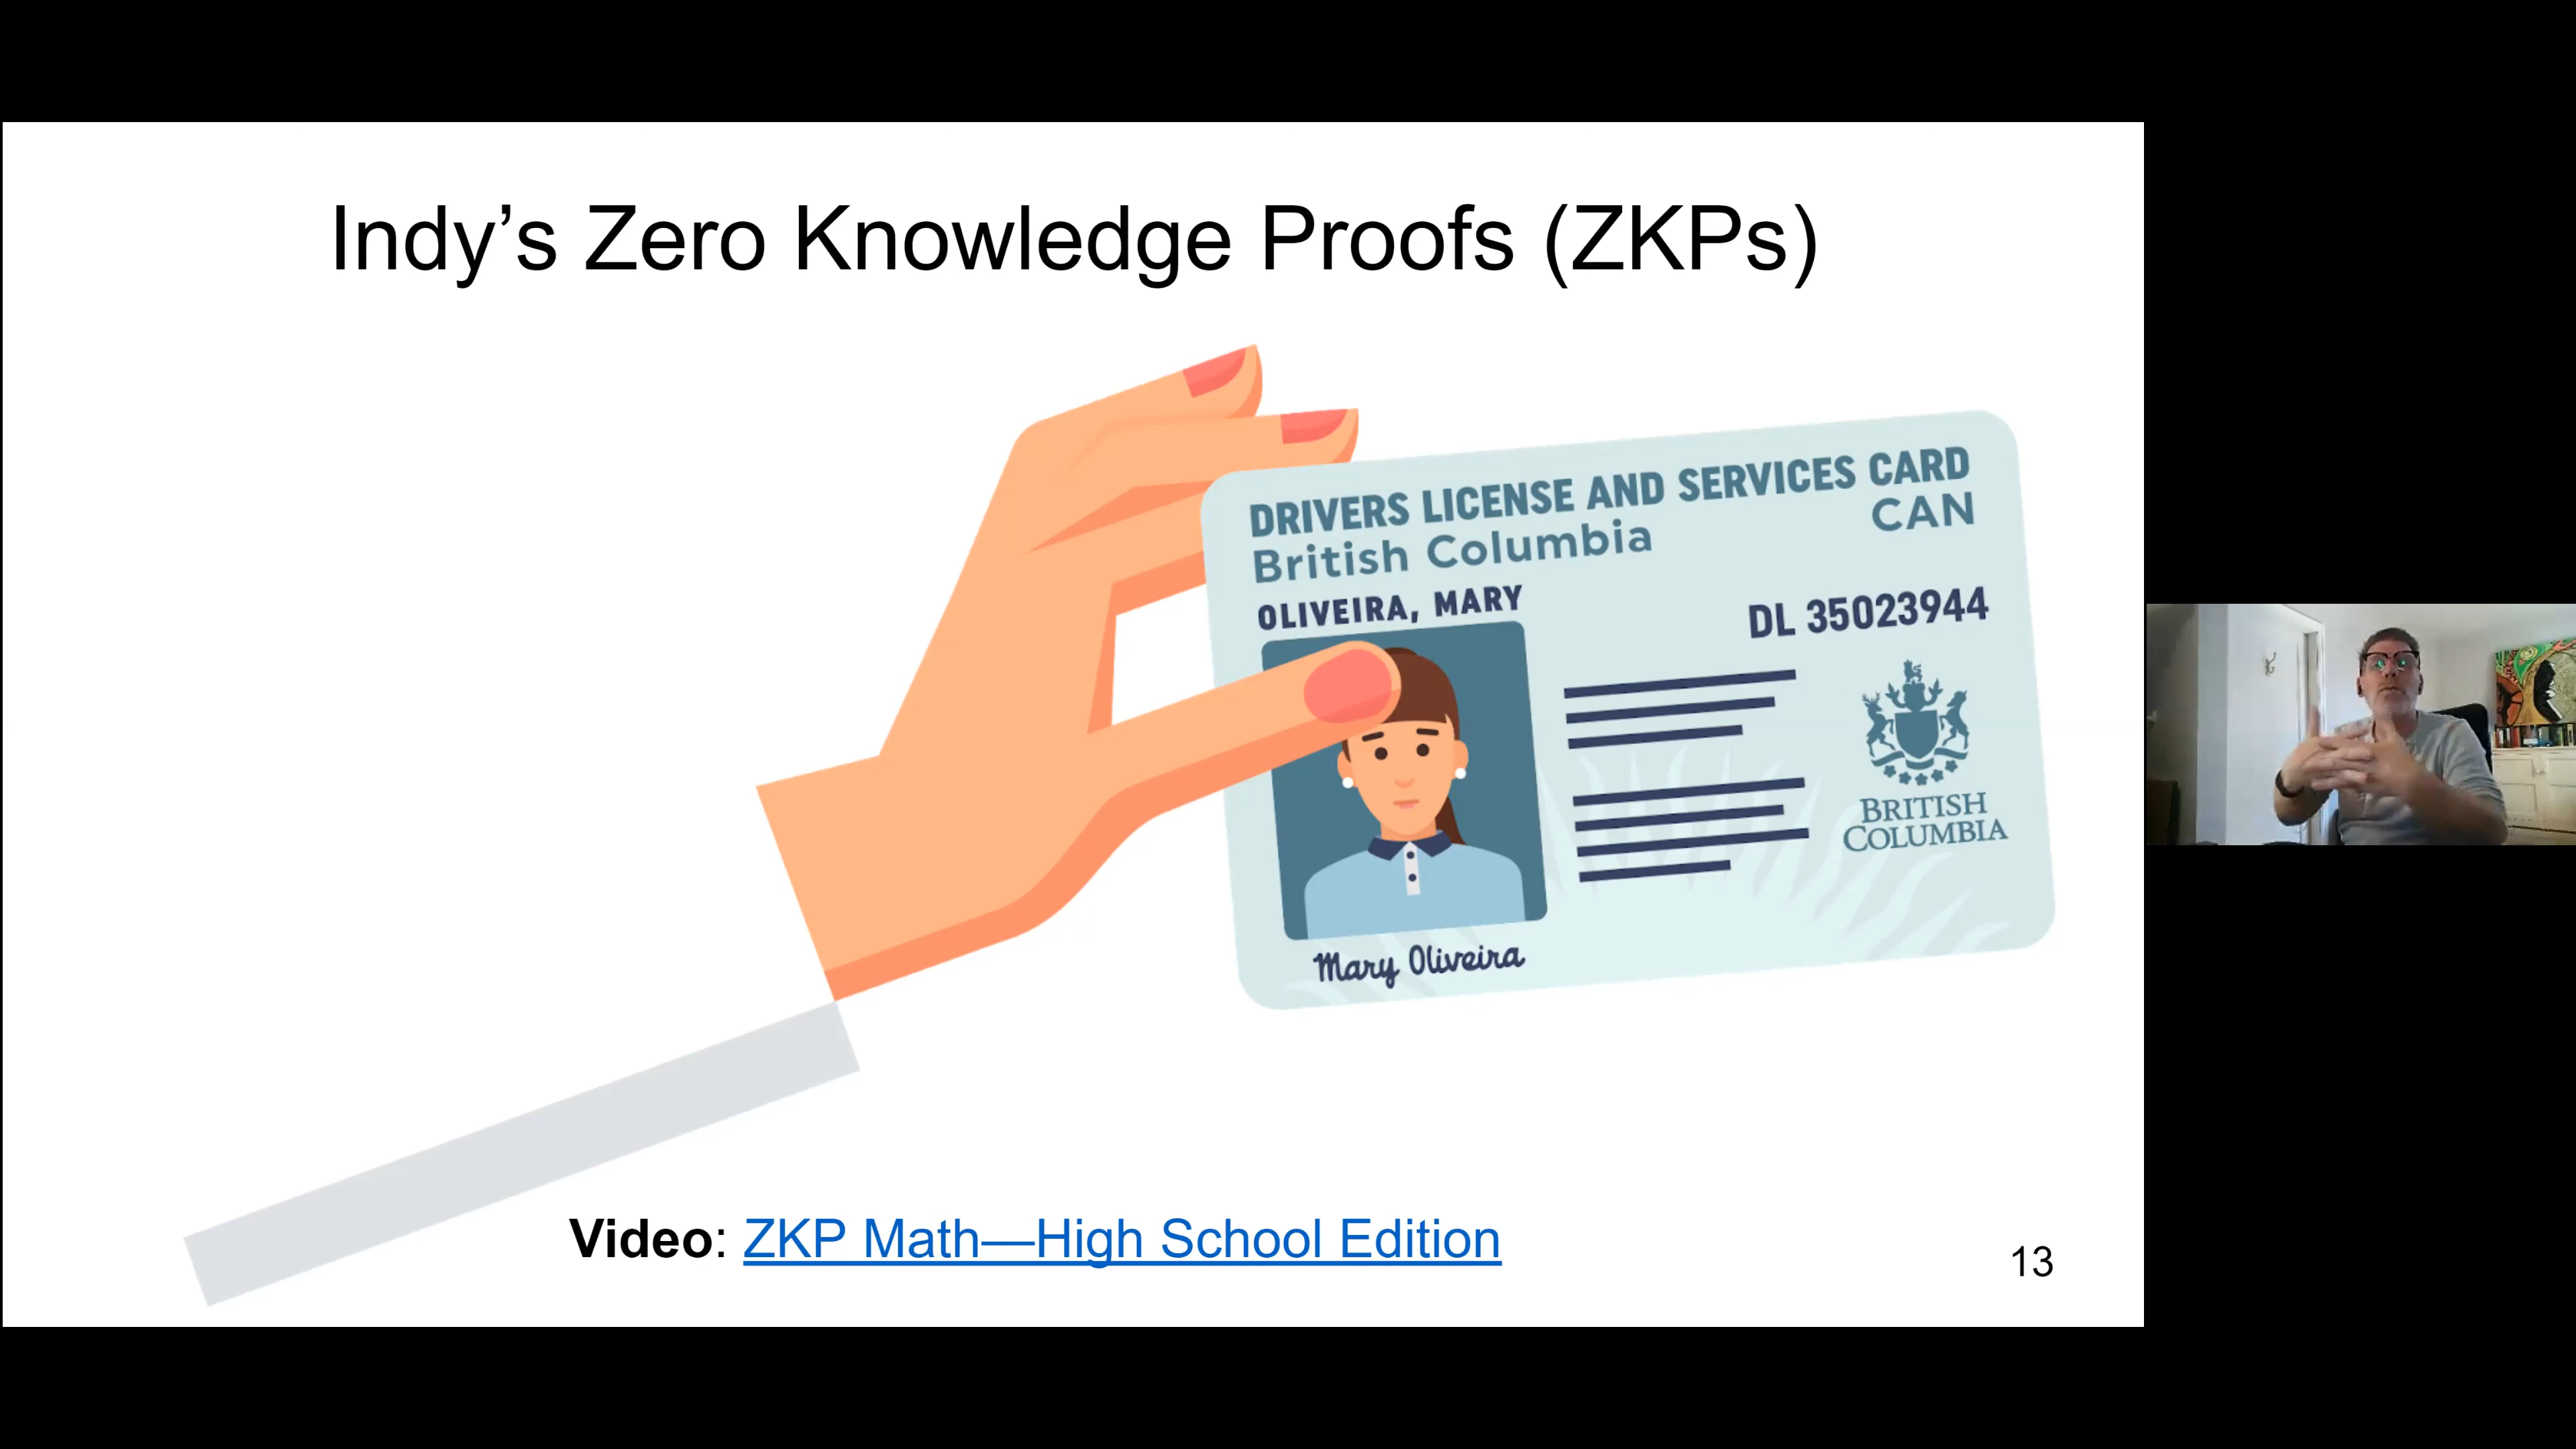 Indy’s Zero Knowledge Proofs (ZKPs)
DRIVERS LICENSE AND SERVICES CARD
British Columbia
CAN
OLIVEIRA, MARY
DL 35023944
BRITISH
COLUMBIA
Mary Oliveira
Video: ZKP Math—High School Edition
13